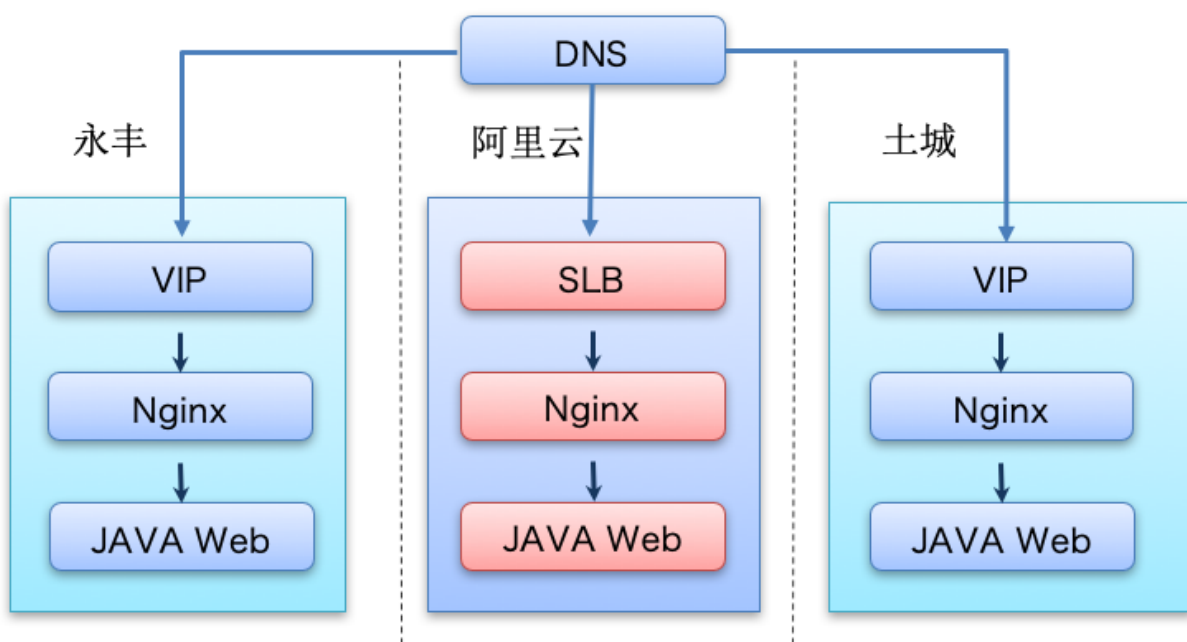 DNS
永丰
VIP
Nginx
JAVA Web
阿里云
SLB
Nginx
JAVA Web
土城
VIP
Nginx
JAVA Web